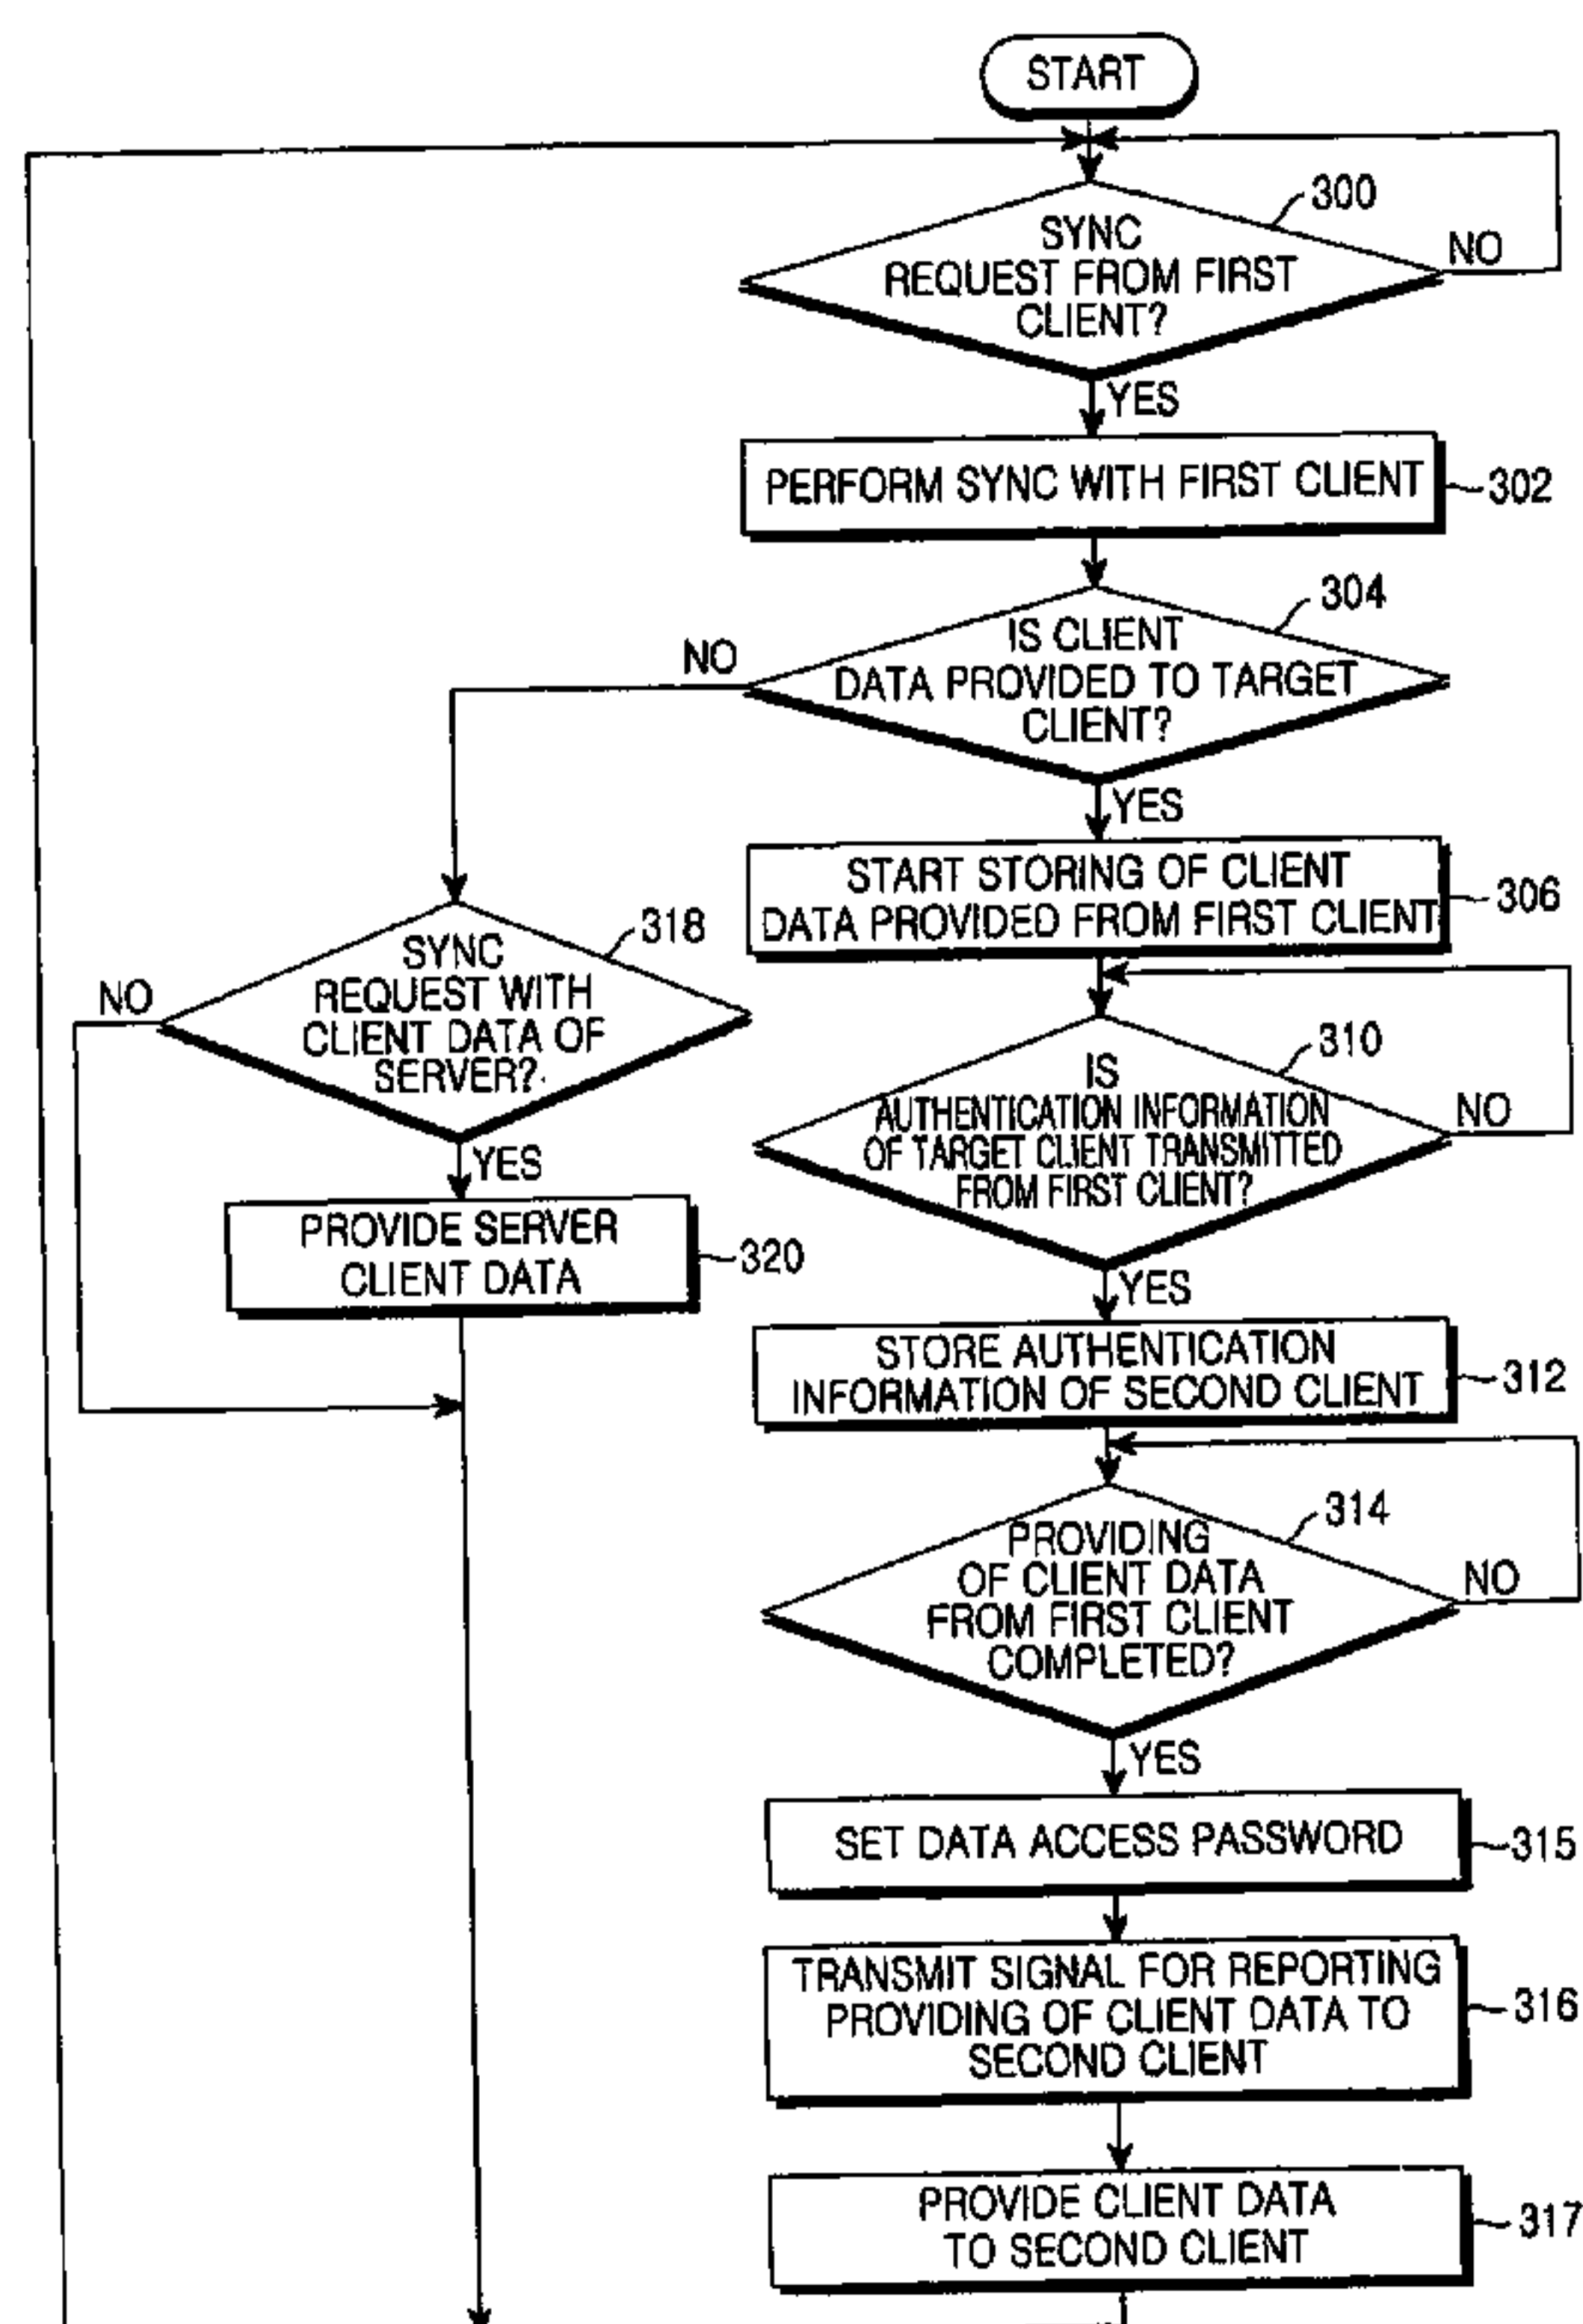 START
300
SYNC
REQUEST FROM FIRST
CLIENT?
NO
YES
PERFORM SYNC WITH FIRST CLIENT
302
304
IS CLIENT
DATA PROVIDED TO TARGET
CLIENT?
NO
YES
START STORING OF CLIENT
DATA PROVIDED FROM FIRST CLIENT
306
318
SYNC
REQUEST WITH
CLIENT DATA OF
SERVER?
NO
YES
PROVIDE SERVER
CLIENT DATA
320
310
IS
AUTHENTICATION INFORMATION
OF TARGET CLIENT TRANSMITTED
FROM FIRST CLIENT?
NO
YES
STORE AUTHENTICATION
INFORMATION OF SECOND CLIENT
312
314
PROVIDING
OF CLIENT DATA
FROM FIRST CLIENT
COMPLETED?
NO
YES
SET DATA ACCESS PASSWORD
315
TRANSMIT SIGNAL FOR REPORTING
PROVIDING OF CLIENT DATA TO
SECOND CLIENT
316
PROVIDE CLIENT DATA
TO SECOND CLIENT
317